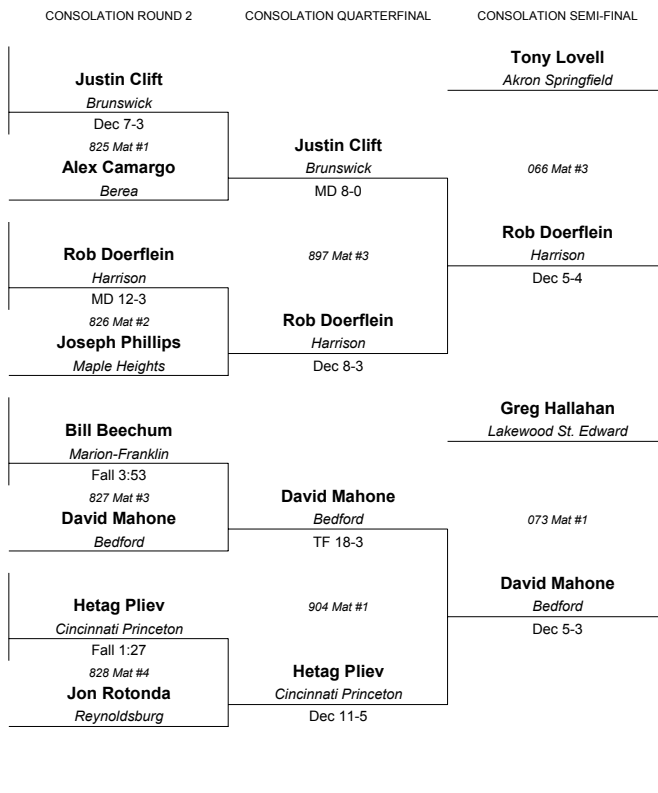 CONSOLATION ROUND 2
CONSOLATION QUARTERFINAL
CONSOLATION SEMI-FINAL
Justin Clift
Brunswick
Dec 7-3
825 Mat #1
Alex Camargo
Berea
Rob Doerflein
Harrison
MD 12-3
826 Mat #2
Joseph Phillips
Maple Heights
Bill Beechum
Marion-Franklin
Fall 3:53
827 Mat #3
David Mahone
Bedford
Hetag Pliev
Cincinnati Princeton
Fall 1:27
828 Mat #4
Jon Rotonda
Reynoldsburg
Justin Clift
Brunswick
MD 8-0
897 Mat #3
Rob Doerflein
Harrison
Dec 8-3
David Mahone
Bedford
TF 18-3
904 Mat #1
Hetag Pliev
Cincinnati Princeton
Dec 11-5
Tony Lovell
Akron Springfield
066 Mat #3
Rob Doerflein
Harrison
Dec 5-4
Greg Hallahan
Lakewood St. Edward
073 Mat #1
David Mahone
Bedford
Dec 5-3